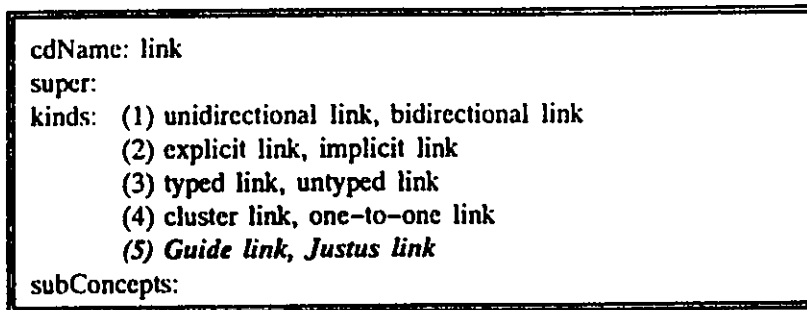 cdName: link
super:
kinds: (1) unidirectional link, bidirectional link
(2) explicit link, implicit link
(3) typed link, untyped link
(4) cluster link, one-to-one link
(5) Guide link, Justus link
subConcepts: